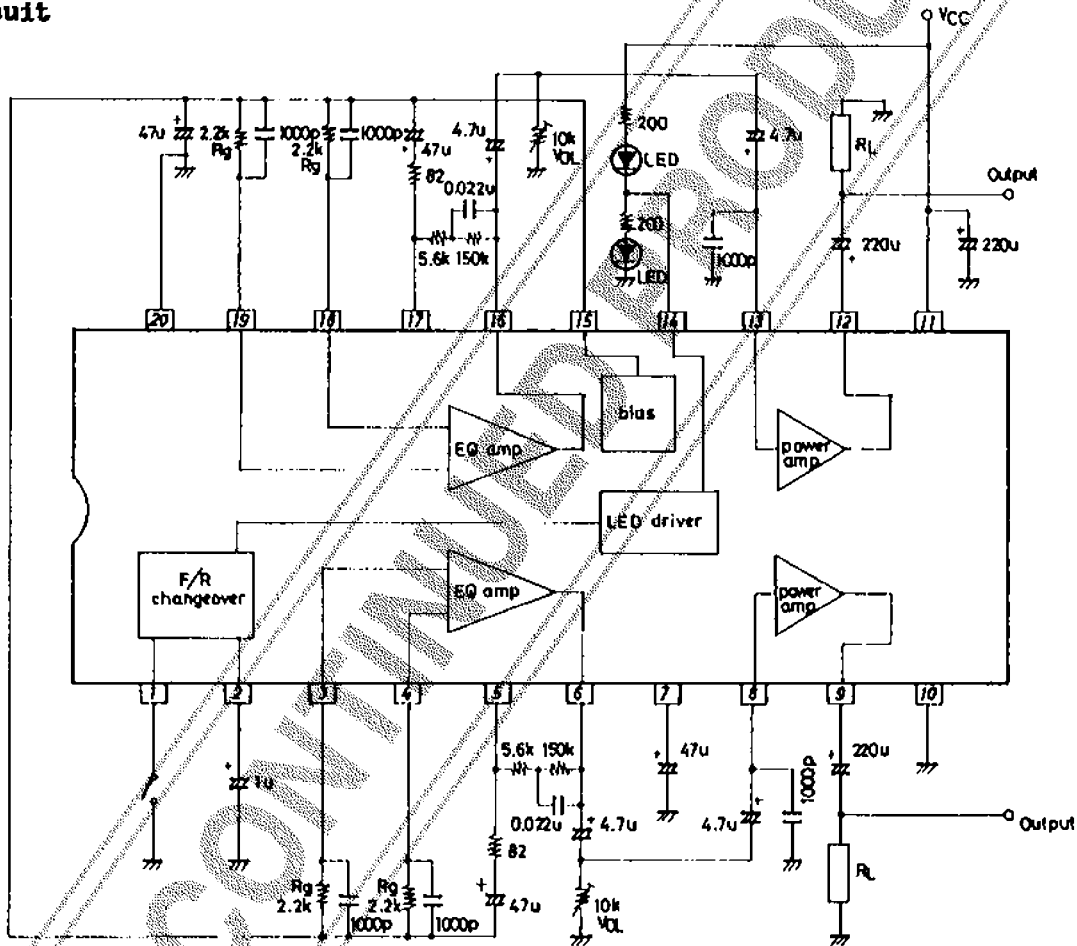 cuit
VCC
47u
2.2k
Rg
1000p
2.2k
Rg
1000p
47u
82
0.022u
5.6k 150k
4.7u
10k
VOL
200
LED
200
LED
4.7u
1000p
RL
Output
220u
220u
20 19 18 17 16 15 14 13 12 11
bias
EQ amp
power
amp
LED driver
F/R
changeover
EQ amp
power
amp
1 2 3 4 5 6 7 8 9 10
1u
Rg
2.2k
1000p
Rg
2.2k
1000p
5.6k 150k
0.022u
82
47u
4.7u
10k
VOL
47u
4.7u
1000p
220u
Output
RL
CONTINUED PRODU